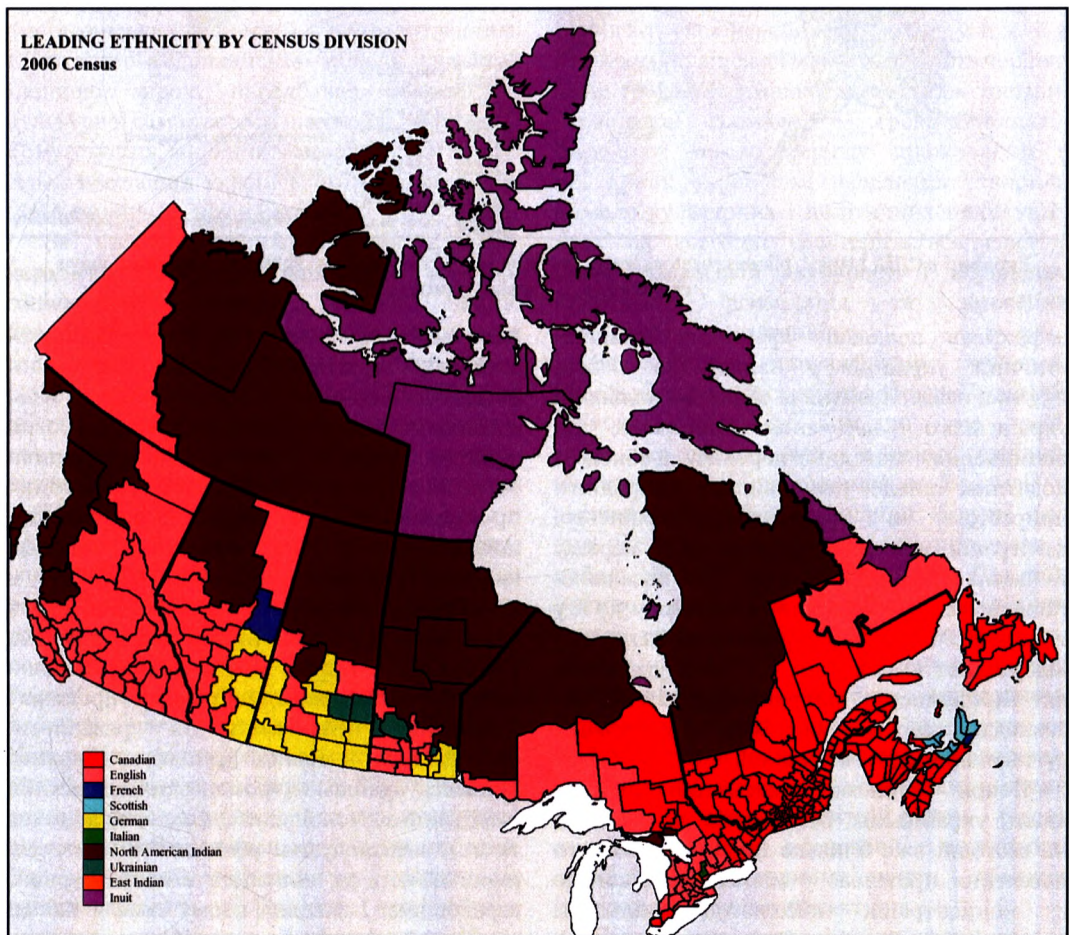 LEADING ETHNICITY BY CENSUS DIVISION
2006 Census
Canadian
English
French
Scottish
German
Italian
North American Indian
Ukrainian
East Indian
Inuit